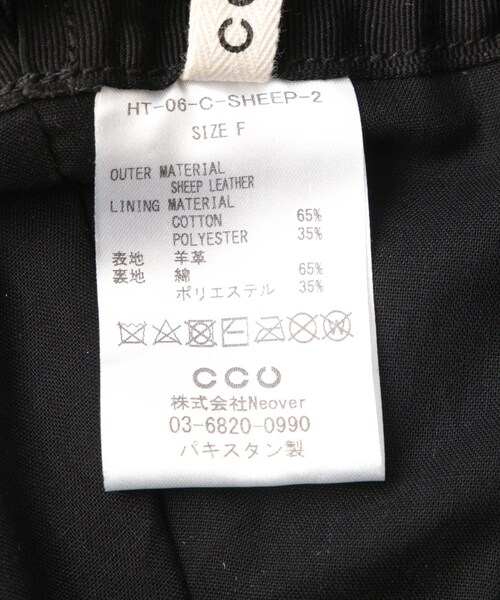 CCU
HT-06-C-SHEEP-2
SIZE F
OUTER MATERIAL
SHEEP LEATHER
LINING MATERIAL
COTTON 65%
POLYESTER 35%
表地 羊革
裏地 綿 65%
ポリエステル 35%
CCU
株式会社Neover
03-6820-0990
パキスタン製